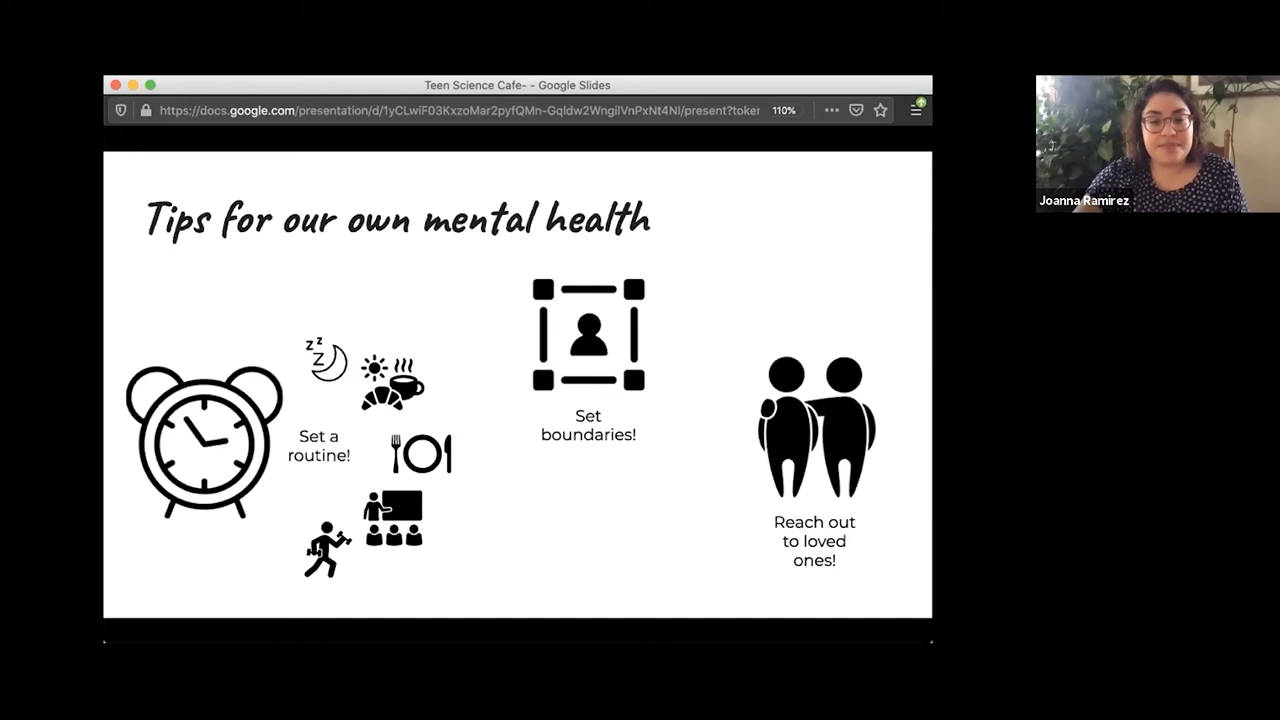 Teen Science Cafe- - Google Slides
110%
Joanna Ramirez
Tips for our own mental health
z z
z
Set a
routine!
Set
boundaries!
Reach out
to loved
ones!